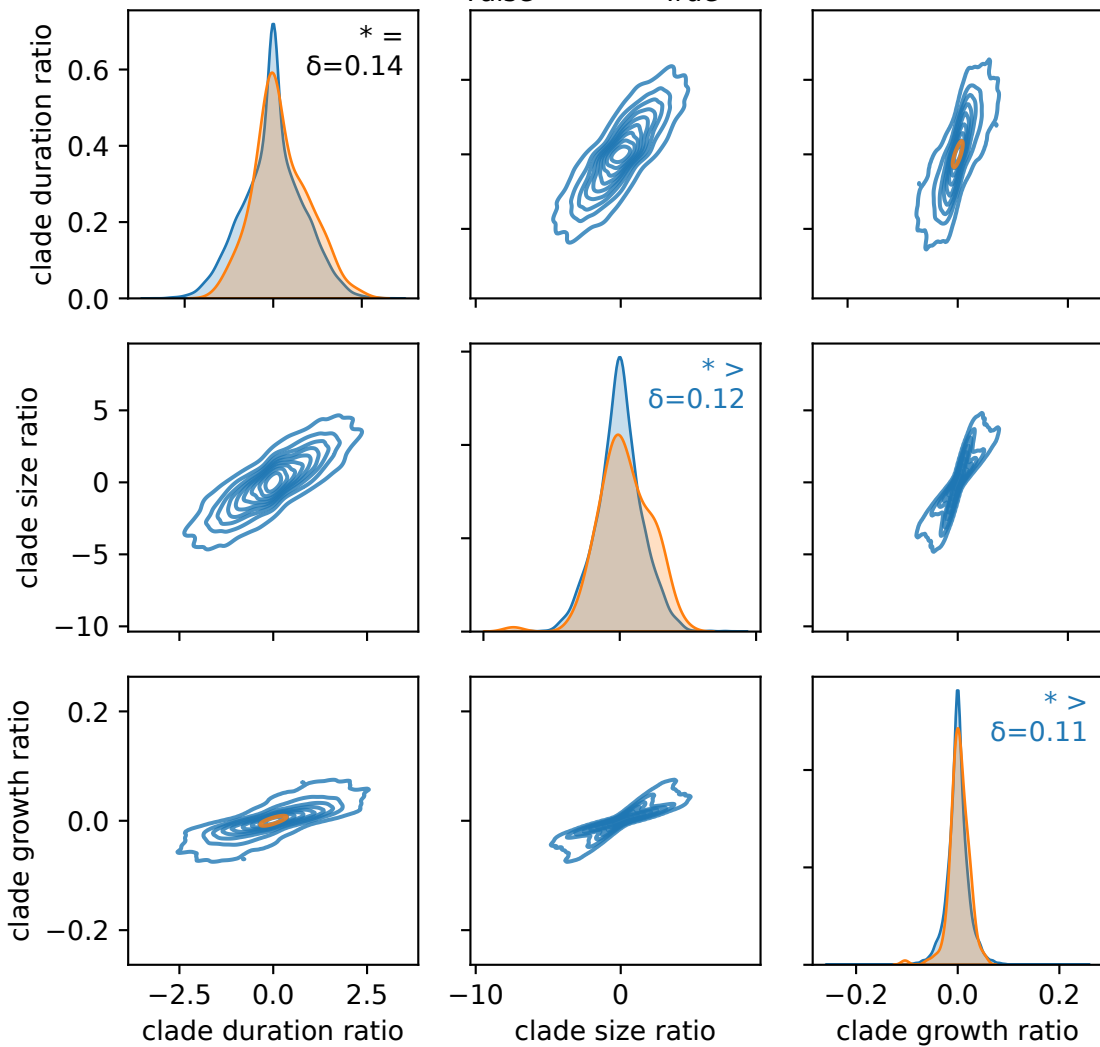 * =
δ=0.14
clade duration ratio
0.6
0.4
0.2
0.0
* >
δ=0.12
clade size ratio
5
0
−5
−10
* >
δ=0.11
clade growth ratio
0.2
0.0
−0.2
−2.5 0.0 2.5
−10 0
−0.2 0.0 0.2
clade duration ratio
clade size ratio
clade growth ratio